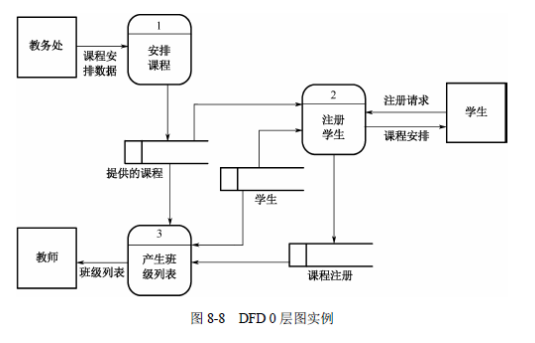 1
教务处
课程安
排数据
安排
课程
2
注册
学生
注册请求
课程安排
学生
提供的课程
学生
3
产生班
级列表
教师
班级列表
课程注册
图 8-8 DFD 0 层图实例